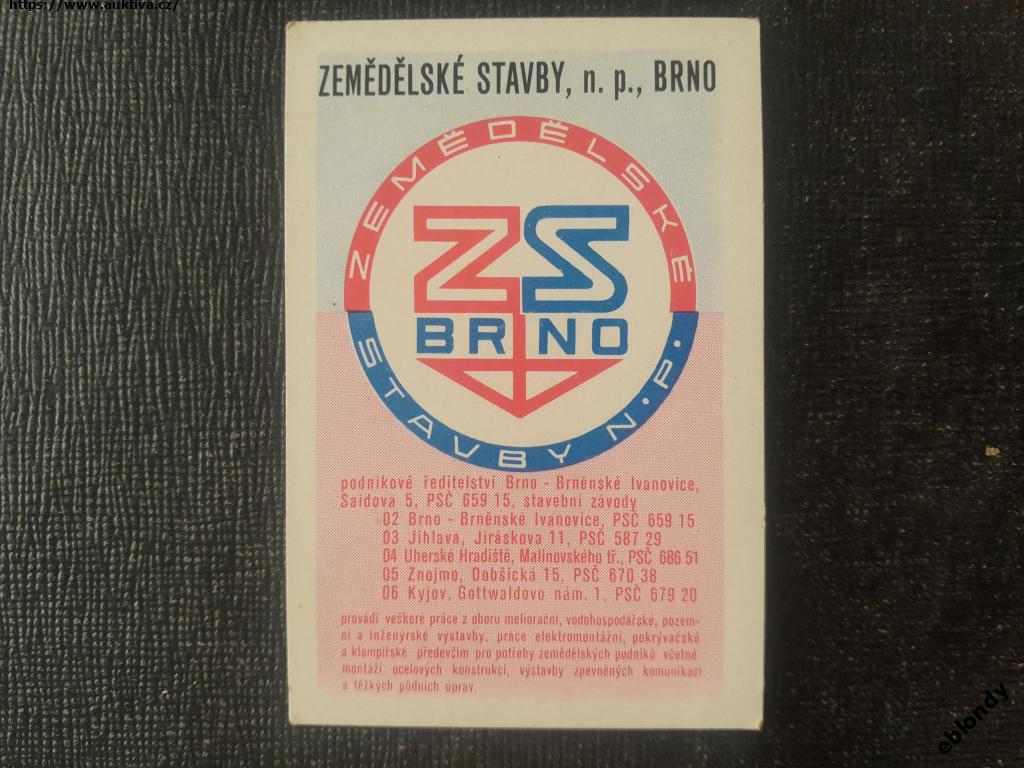 https://www.auktiva.cz/
ZEMĚDĚLSKÉ STAVBY, n. p., BRNO
ZEMĚDĚLSKÉ
ZS
BRNO
STAVBY N.P.
podnikové ředitelství Brno - Brněnské Ivanovice,
Šaidova 5, PSČ 659 15, stavební závody
02 Brno - Brněnské Ivanovice, PSČ 659 15
03 Jihlava, Jiráskova 11, PSČ 587 29
04 Uherské Hradiště, Malinovského tř., PSČ 686 51
05 Znojmo, Dobšická 15, PSČ 670 38
06 Kyjov, Gottwaldovo nám. 1, PSČ 679 20
provádí veškeré práce z oboru meliorační, vodohospodářské, pozem-
ní a inženýrské výstavby, práce elektromontážní, pokrývačské
a klempířské především pro potřeby zemědělských podniků včetně
montáží ocelových konstrukcí, výstavby zpevněných komunikací
a těžkých půdních úprav.
eblondy